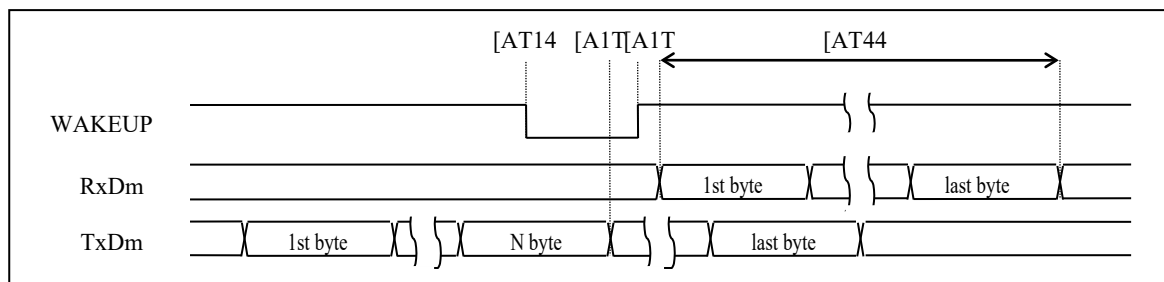 [AT14 [A1T[A1T [AT44
WAKEUP
RxDm 1st byte last byte
TxDm 1st byte N byte last byte